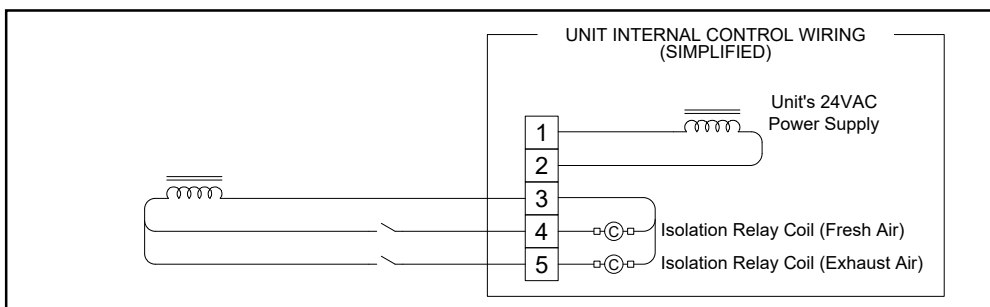 UNIT INTERNAL CONTROL WIRING
(SIMPLIFIED)
Unit's 24VAC
Power Supply
1
2
3
4
C
Isolation Relay Coil (Fresh Air)
5
C
Isolation Relay Coil (Exhaust Air)